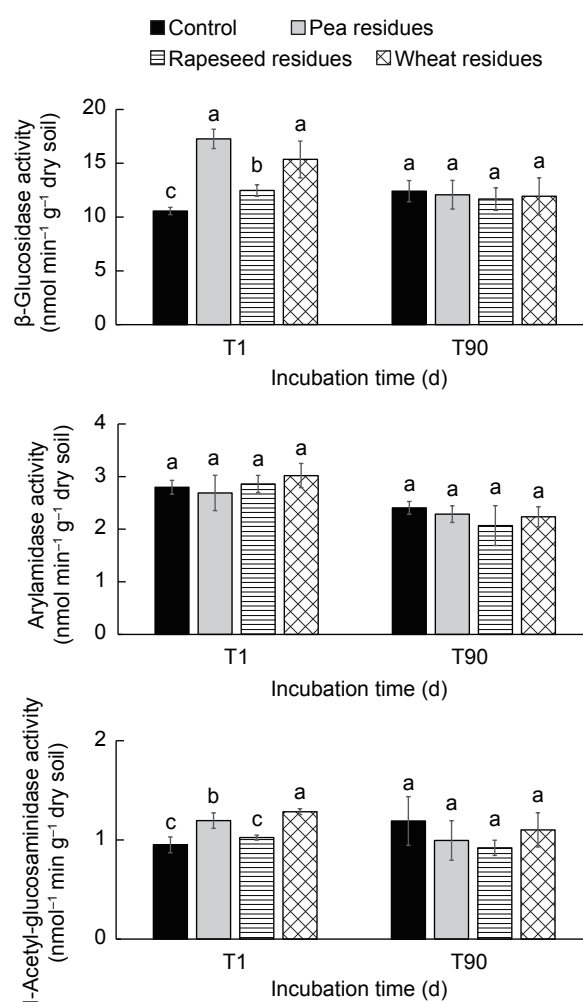 Control Pea residues
Rapeseed residues Wheat residues
β-Glucosidase activity
(nmol min⁻¹ g⁻¹ dry soil)
20
15
10
5
0
c a b a a a a a
T1 T90
Incubation time (d)
Arylamidase activity
(nmol min⁻¹ g⁻¹ dry soil)
4
3
2
1
0
a a a a a a a a
T1 T90
Incubation time (d)
-Acetyl-glucosaminidase activity
(nmol⁻¹ min g⁻¹ dry soil)
2
1
0
c b c a a a a a
T1 T90
Incubation time (d)